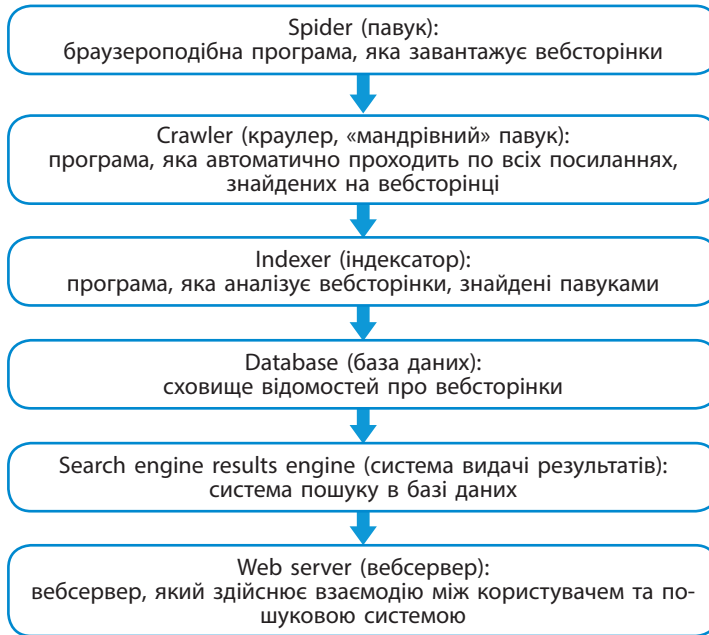 Spider (павук):
браузероподібна програма, яка завантажує вебсторінки
Crawler (краулер, «мандрівний» павук):
програма, яка автоматично проходить по всіх посиланнях,
знайдених на вебсторінці
Indexer (індексатор):
програма, яка аналізує вебсторінки, знайдені павуками
Database (база даних):
сховище відомостей про вебсторінки
Search engine results engine (система видачі результатів):
система пошуку в базі даних
Web server (вебсервер):
вебсервер, який здійснює взаємодію між користувачем та по-
шуковою системою